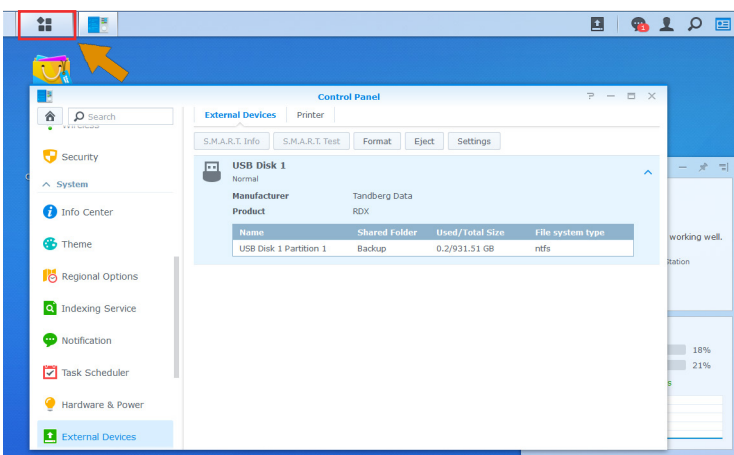 1
Control Panel
Search
External Devices
Printer
S.M.A.R.T. Info
S.M.A.R.T. Test
Format
Eject
Settings
Security
System
Info Center
Theme
Regional Options
Indexing Service
Notification
Task Scheduler
Hardware & Power
External Devices
USB Disk 1
Normal
Manufacturer Tandberg Data
Product RDX
Name Shared Folder Used/Total Size File system type
USB Disk 1 Partition 1 Backup 0.2/931.51 GB ntfs
working well.
18%
21%